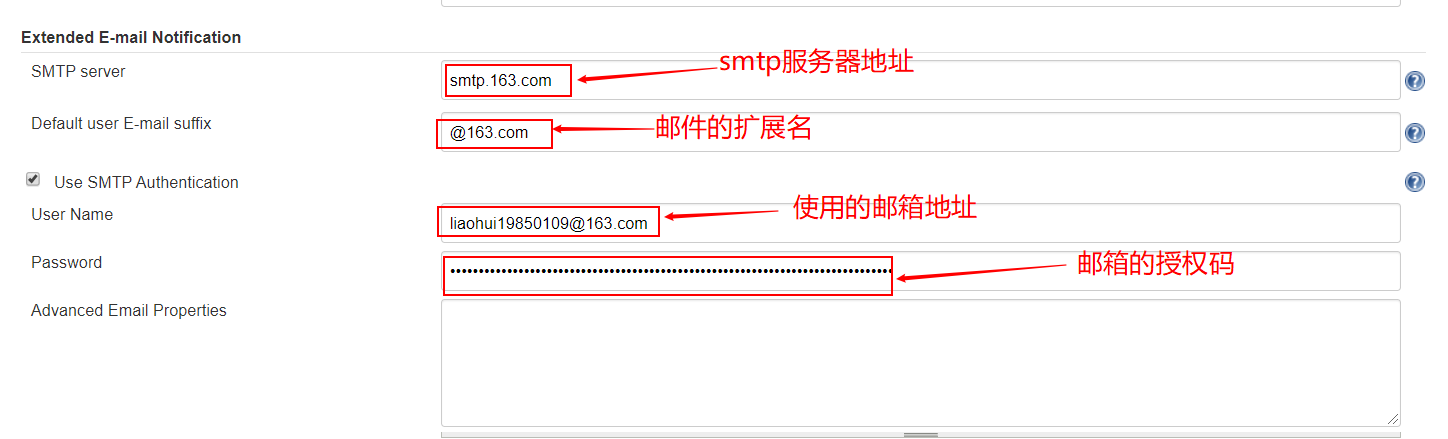 Extended E-mail Notification
SMTP server
smtp.163.com
smtp服务器地址
Default user E-mail suffix
@163.com
邮件的扩展名
Use SMTP Authentication
User Name
liaohui19850109@163.com
使用的邮箱地址
Password
邮箱的授权码
Advanced Email Properties